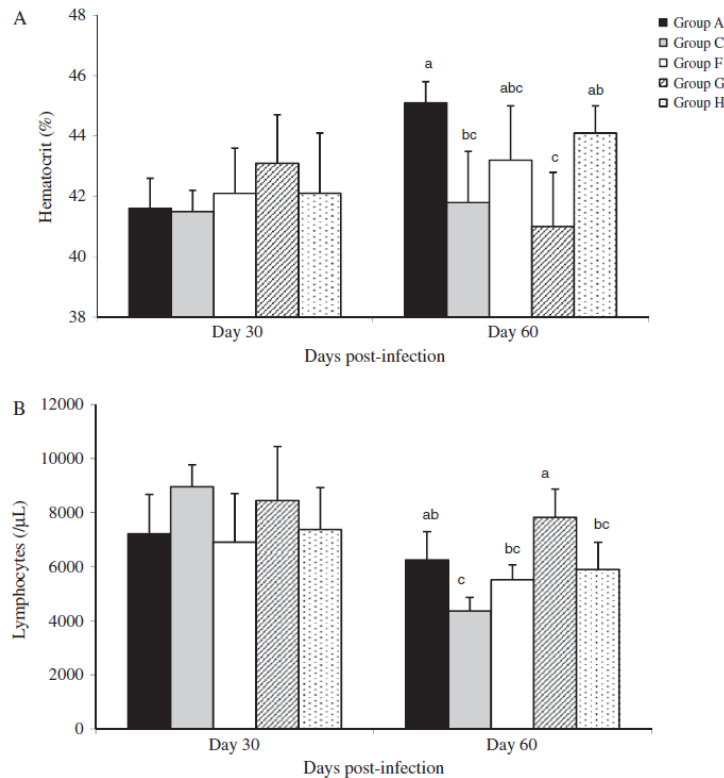 A
48
46
44
42
40
38
Hematocrit (%)
a
bc
abc
c
ab
Group A
Group C
Group F
Group G
Group H
Day 30
Day 60
Days post-infection
B
12000
10000
8000
6000
4000
2000
0
Lymphocytes (/μL)
ab
c
bc
a
bc
Day 30
Day 60
Days post-infection